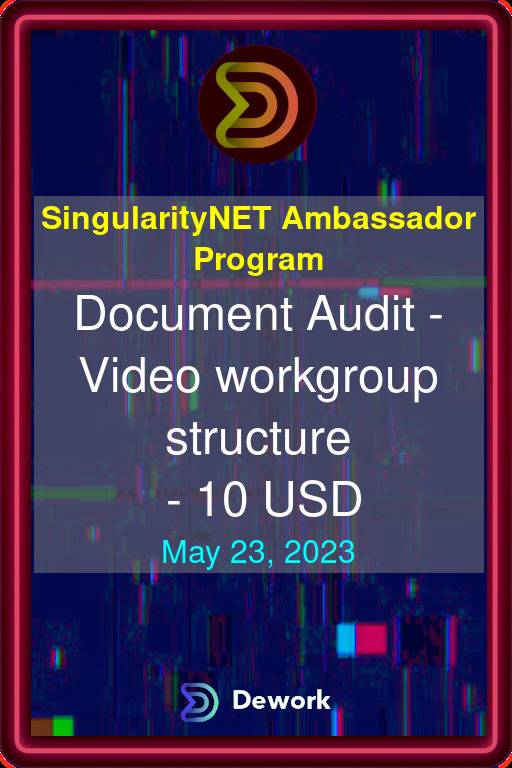 SingularityNET Ambassador
Program
Document Audit -
Video workgroup
structure
- 10 USD
May 23, 2023
Dework